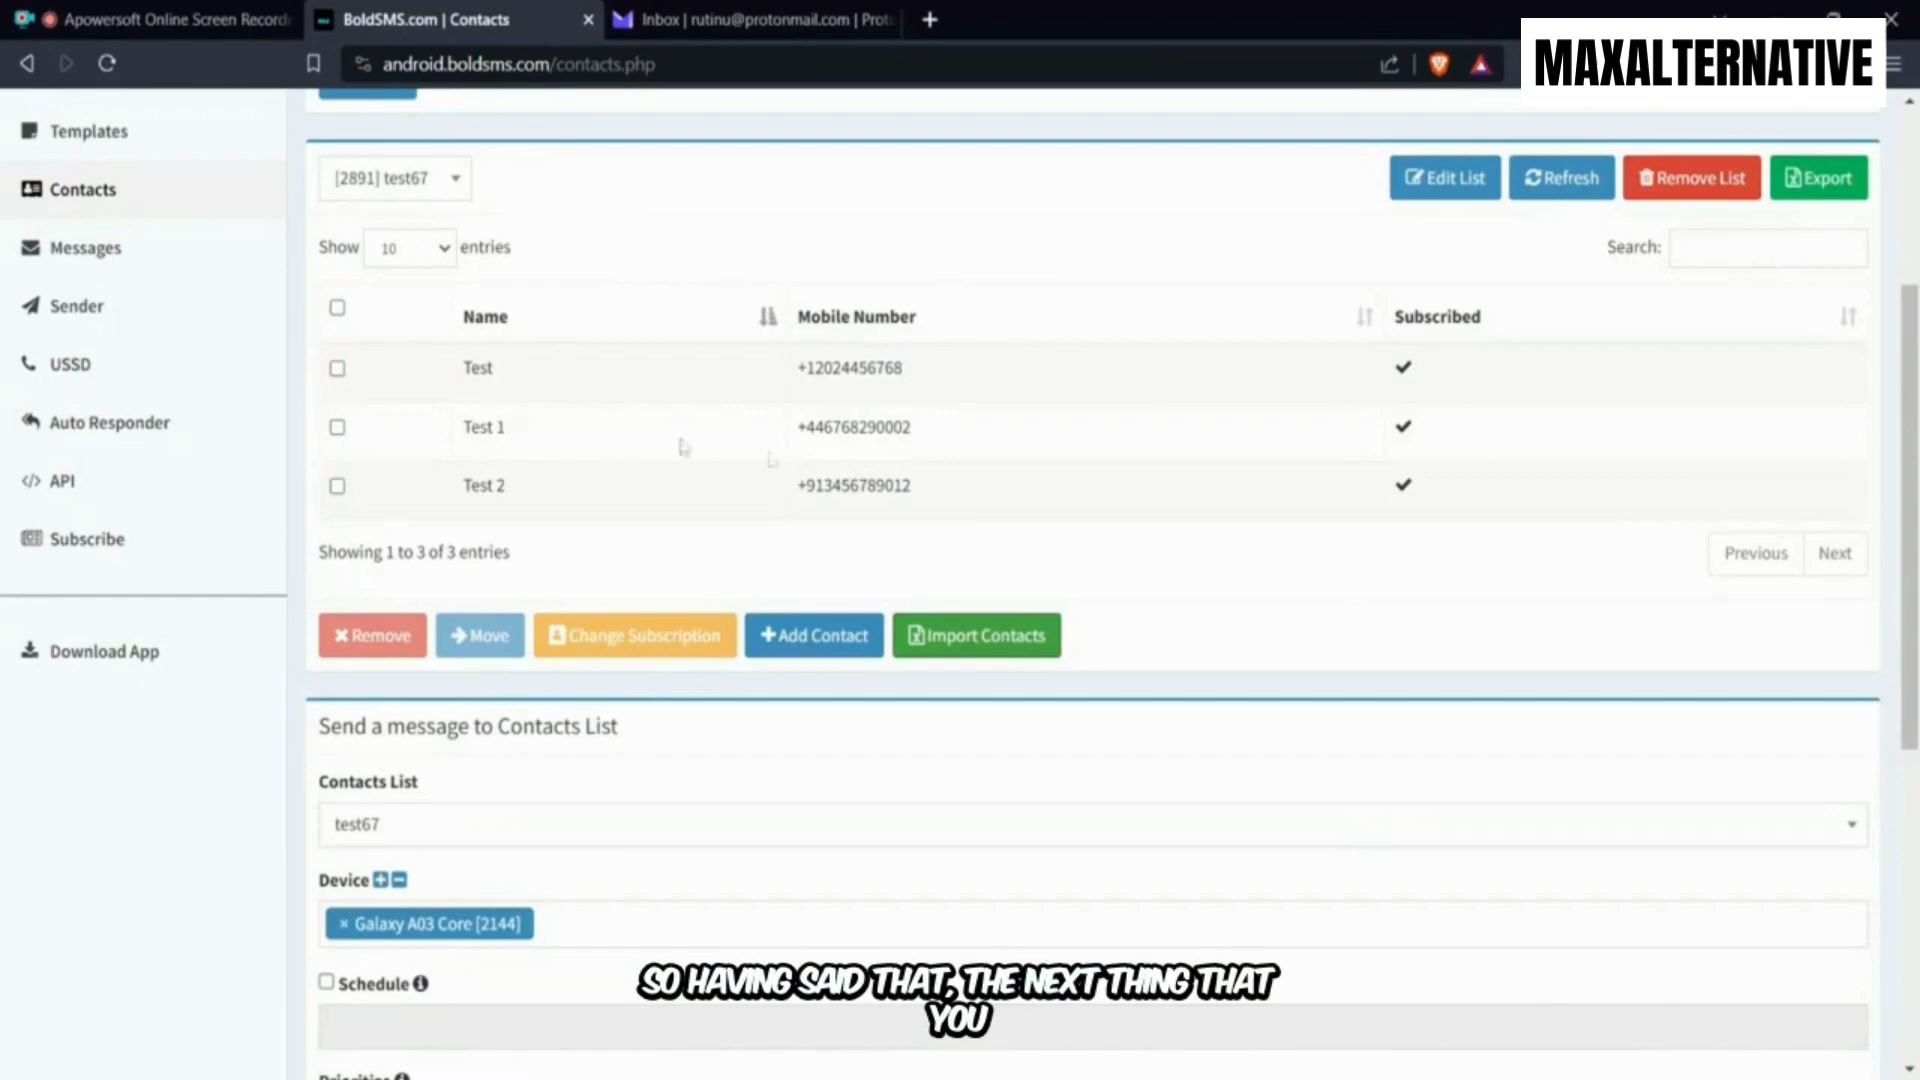 Apowersoft Online Screen Record
BoldSMS.com | Contacts
Inbox | rutinu@protonmail.com | Prot
android.boldsms.com/contacts.php
MAXALTERNATIVE
Templates
Contacts
Messages
Sender
USSD
Auto Responder
API
Subscribe
Download App
[2891] test67
Edit List
Refresh
Remove List
Export
Show 10 entries
Search:
Name Mobile Number Subscribed
Test +12024456768
Test 1 +446768290002
Test 2 +913456789012
Showing 1 to 3 of 3 entries
Previous Next
Remove
Move
Change Subscription
Add Contact
Import Contacts
Send a message to Contacts List
Contacts List
test67
Device
× Galaxy A03 Core [2144]
Schedule
SO HAVING SAID THAT, THE NEXT THING THAT
YOU